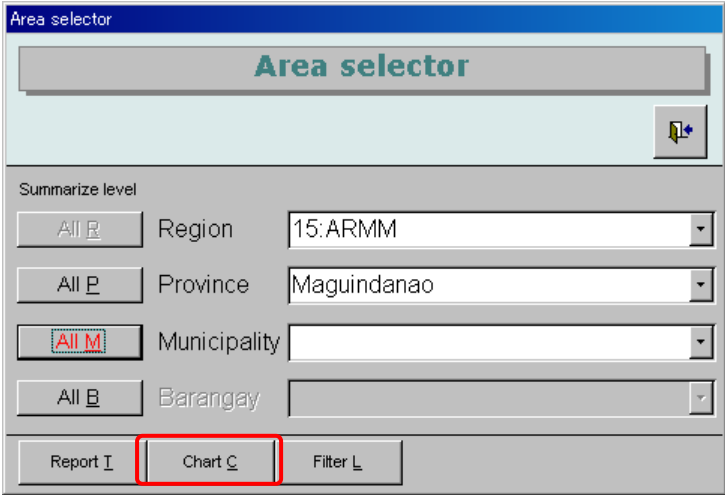 Area selector
Area selector
Summarize level
All R Region 15:ARMM
All P Province Maguindanao
All M Municipality
All B Barangay
Report T Chart C Filter L